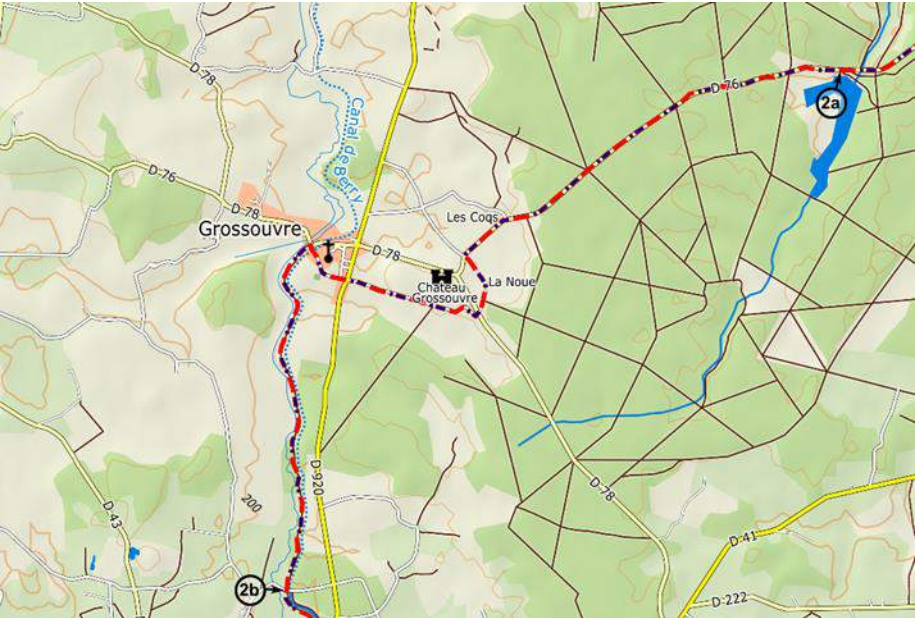 D 78
D 76
2a
Canal de Berry
D-76
D 78
Les Coqs
Grossouvre
D-78
Château
Grossouvre
La Noue
D-920
D-78
200
D-43
D-41
2b
D-222